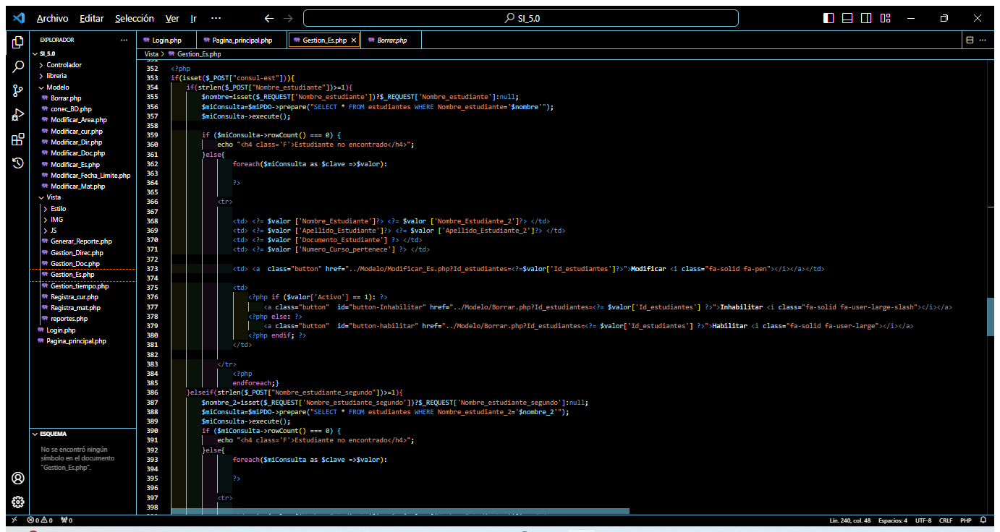 Archivo Editar Selección Ver Ir ··· SI_5.0
EXPLORADOR ···
SI_5.0
Controlador
libreria
Modelo
Borrar.php
conec_BD.php
Modificar_Area.php
Modificar_cur.php
Modificar_Dir.php
Modificar_Doc.php
Modificar_Es.php
Modificar_Fecha_Limite.php
Modificar_Mat.php
Vista
Estilo
IMG
JS
Generar_Reporte.php
Gestion_Direc.php
Gestion_Doc.php
Gestion_Es.php
Gestion_tiempo.php
Registra_cur.php
Registra_mat.php
reportes.php
Login.php
Pagina_principal.php
ESQUEMA
No se encontró ningún
símbolo en el documento
"Gestion_Es.php".
Login.php Pagina_principal.php Gestion_Es.php Borrar.php
Vista > Gestion_Es.php
351
352 <?php
353 if(isset($_POST["consul-est"])){
354 if(strlen($_POST["Nombre_estudiante"])>=1){
355 $nombre=isset($_REQUEST['Nombre_estudiante'])?$_REQUEST['Nombre_estudiante']:null;
356 $miConsulta=$miPDO->prepare("SELECT * FROM estudiantes WHERE Nombre_estudiante='$nombre'");
357 $miConsulta->execute();
358
359 if ($miConsulta->rowCount() === 0) {
360 echo "<h4 class='F'>Estudiante no encontrado</h4>";
361 }else{
362 foreach($miConsulta as $clave =>$valor):
363
364 ?>
365
366 <tr>
367
368 <td> <?= $valor ['Nombre_Estudiante']?> <?= $valor ['Nombre_Estudiante_2']?> </td>
369 <td> <?= $valor ['Apellido_Estudiante']?> <?= $valor ['Apellido_Estudiante_2']?> </td>
370 <td> <?= $valor ['Documento_Estudiante'] ?> </td>
371 <td> <?= $valor ['Numero_Curso_pertenece'] ?> </td>
372
373 <td> <a class="button" href="../Modelo/Modificar_Es.php?Id_estudiantes=<?=$valor['Id_estudiantes']?>">Modificar <i class="fa-solid fa-pen"></i></a></td>
374
375 <td>
376 <?php if ($valor['Activo'] == 1): ?>
377 <a class="button" id="button-Inhabilitar" href="../Modelo/Borrar.php?Id_estudiantes=<?= $valor['Id_estudiantes'] ?>">Inhabilitar <i class="fa-solid fa-user-large-slash"></i></a>
378 <?php else: ?>
379 <a class="button" id="button-habilitar" href="../Modelo/Borrar.php?Id_estudiantes=<?= $valor['Id_estudiantes'] ?>">Habilitar <i class="fa-solid fa-user-large"></i></a>
380 <?php endif; ?>
381 </td>
382
383 </tr>
384 <?php
385 endforeach;}
386 }elseif(strlen($_POST["Nombre_estudiante_segundo"])>=1){
387 $nombre_2=isset($_REQUEST['Nombre_estudiante_segundo'])?$_REQUEST['Nombre_estudiante_segundo']:null;
388 $miConsulta=$miPDO->prepare("SELECT * FROM estudiantes WHERE Nombre_estudiante_2='$nombre_2'");
389 $miConsulta->execute();
390 if ($miConsulta->rowCount() === 0) {
391 echo "<h4 class='F'>Estudiante no encontrado</h4>";
392 }else{
393 foreach($miConsulta as $clave =>$valor):
394
395 ?>
396
397 <tr>
398
0 0 0 Lín. 240, col. 48 Espacios: 4 UTF-8 CRLF PHP